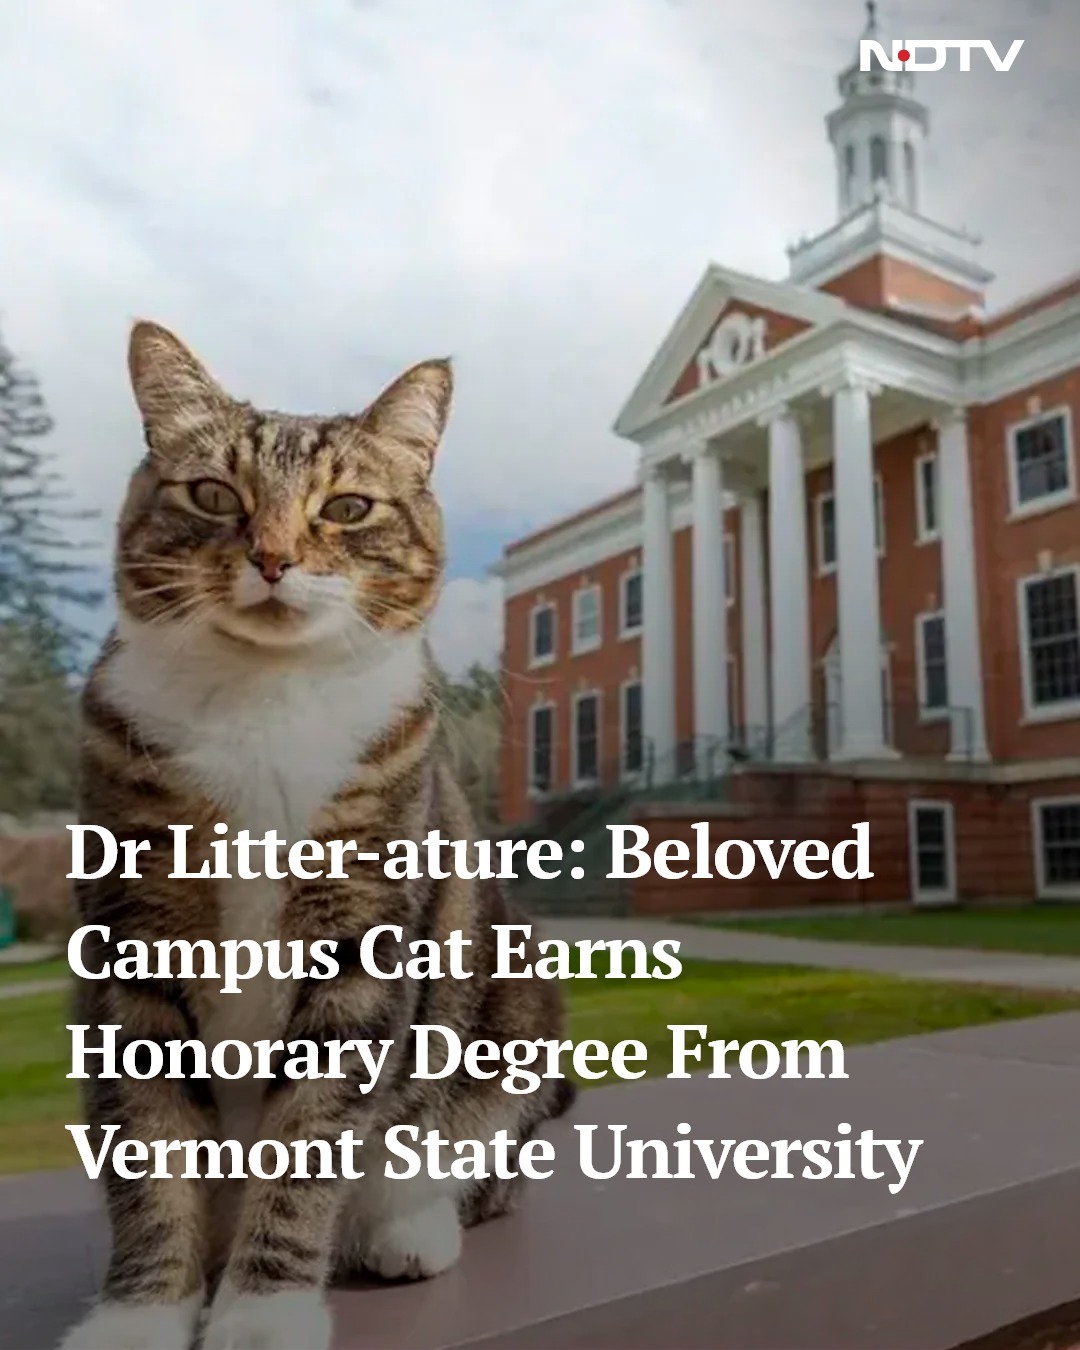 NDTV
Dr Litter-ature: Beloved
Campus Cat Earns
Honorary Degree From
Vermont State University